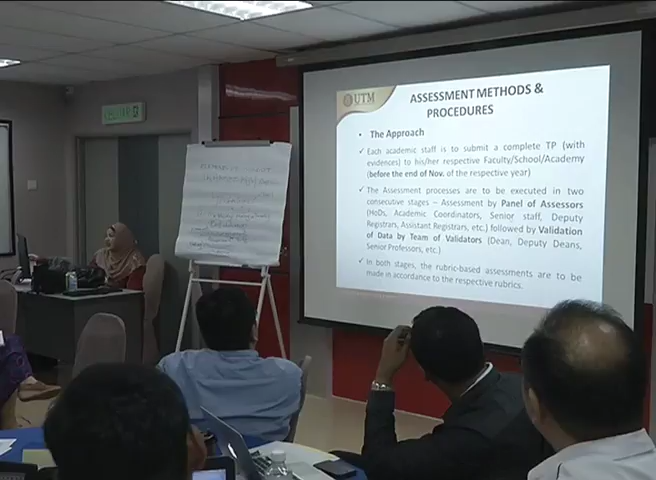 KELUAR
UTM
ASSESSMENT METHODS &
PROCEDURES
• The Approach
✓ Each academic staff is to submit a complete TP (with
evidences) to his/her respective Faculty/School/Academy
(before the end of Nov. of the respective year)
✓ The Assessment processes are to be executed in two
consecutive stages – Assessment by Panel of Assessors
(HoDs, Academic Coordinators, Senior staff, Deputy
Registrars, Assistant Registrars, etc.) followed by Validation
of Data by Team of Validators (Dean, Deputy Deans,
Senior Professors, etc.)
✓ In both stages, the rubric-based assessments are to be
made in accordance to the respective rubrics.